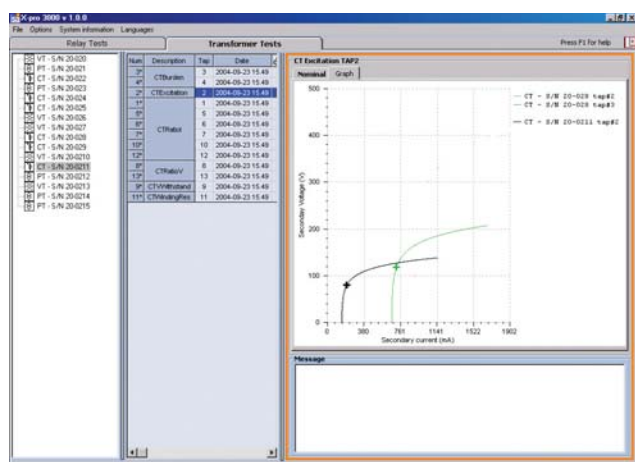 X-pro 3000 v 1.0.0
File Options System information Languages
Relay Tests
Transformer Tests
Press F1 for help
VT - S/N 20-020
PT - S/N 20-021
CT - S/N 20-022
PT - S/N 20-023
CT - S/N 20-024
CT - S/N 20-025
VT - S/N 20-026
VT - S/N 20-027
CT - S/N 20-028
CT - S/N 20-029
VT - S/N 20-0210
CT - S/N 20-0211
PT - S/N 20-0212
VT - S/N 20-0213
PT - S/N 20-0214
PT - S/N 20-0215
Num Description Tap Date
3° CTBurden 3 2004-09-23 15.49
4° 4 2004-09-23 15.49
2° CTExcitation 2 2004-09-23 15.49
1° CTRatioI 1 2004-09-23 15.49
5° 5 2004-09-23 15.49
6° 6 2004-09-23 15.49
7° 7 2004-09-23 15.49
10° 10 2004-09-23 15.49
12° 12 2004-09-23 15.49
8° CTRatioV 8 2004-09-23 15.49
13° 13 2004-09-23 15.49
9° CTVWithstand 9 2004-09-23 15.49
11° CTWindingRes 11 2004-09-23 15.49
CT Excitation TAP2
Nominal Graph
CT - S/N 20-028 tap#2
CT - S/N 20-028 tap#3
CT - S/N 20-0211 tap#2
500
400
300
200
100
0
Secondary Voltage (V)
0 380 761 1141 1522 1902
Secondary current (mA)
Message